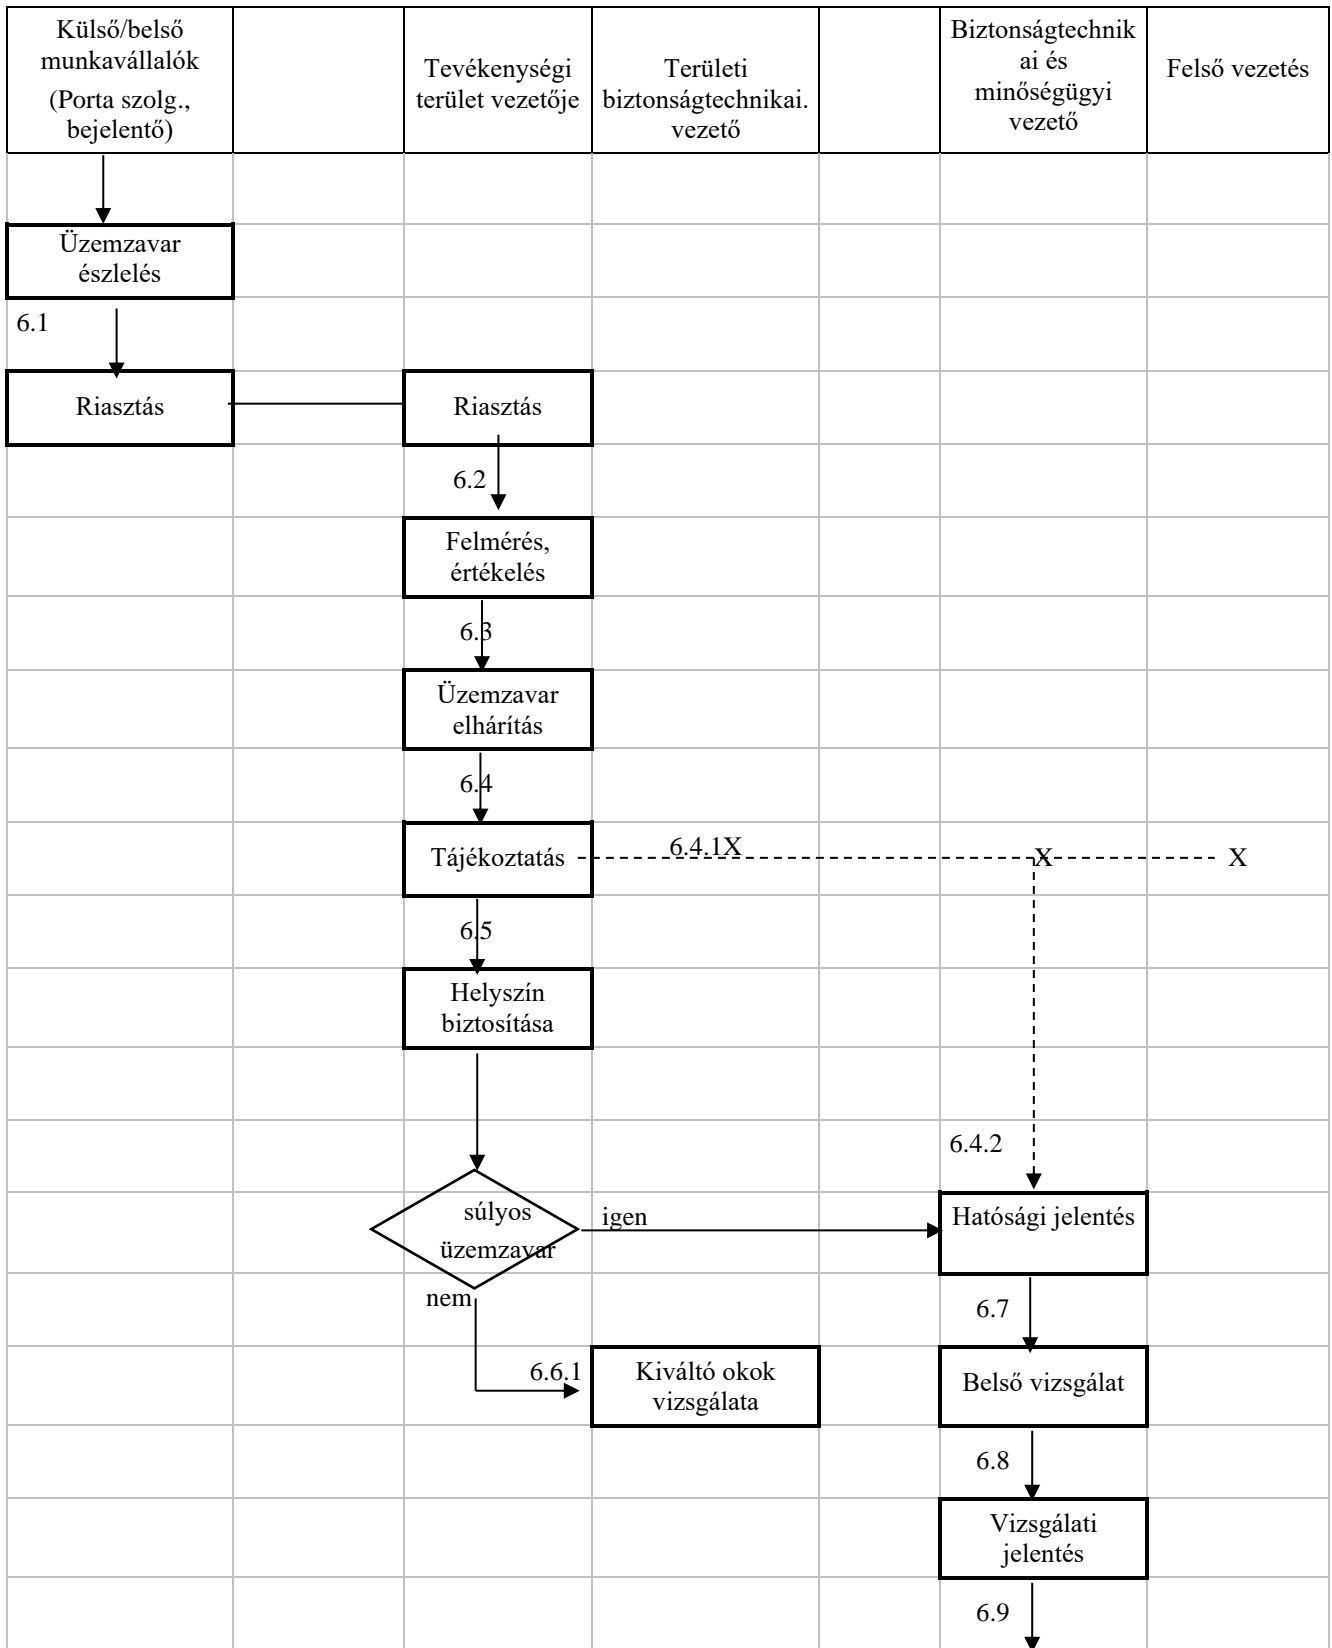 Külső/belső
munkavállalók
(Porta szolg.,
bejelentő)
Tevékenységi
terület vezetője
Területi
biztonságtechnikai.
vezető
Biztonságtechnik
ai és
minőségügyi
vezető
Felső vezetés
Üzemzavar
észlelés
6.1
Riasztás
Riasztás
6.2
Felmérés,
értékelés
6.3
Üzemzavar
elhárítás
6.4
Tájékoztatás
6.4.1X
X
X
6.5
Helyszín
biztosítása
6.4.2
súlyos
üzemzavar
igen
Hatósági jelentés
nem
6.7
6.6.1
Kiváltó okok
vizsgálata
Belső vizsgálat
6.8
Vizsgálati
jelentés
6.9